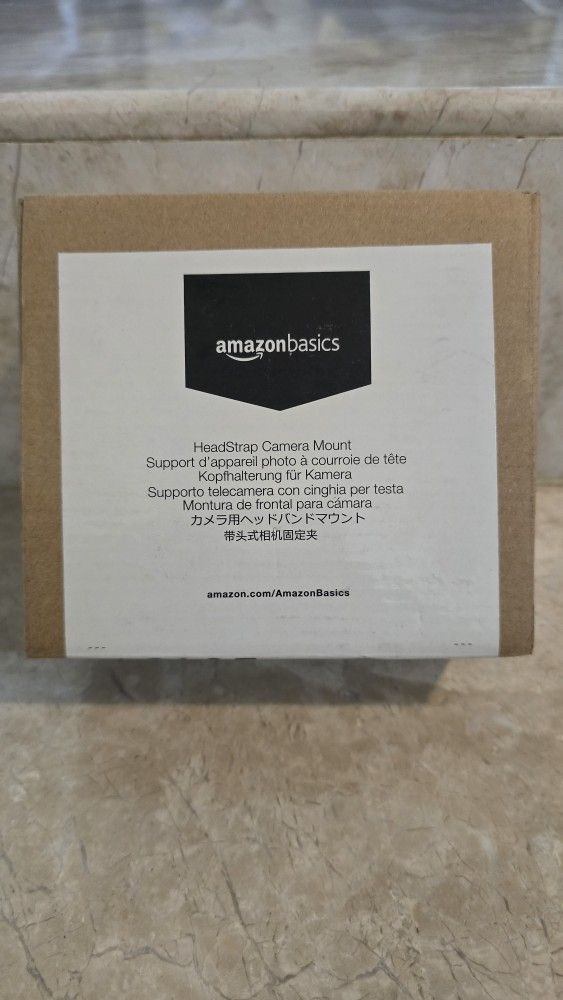 amazonbasics
HeadStrap Camera Mount
Support d'appareil photo à courroie de tête
Kopfhalterung für Kamera
Supporto telecamera con cinghia per testa
Montura de frontal para cámara
カメラ用ヘッドバンドマウント
带头式相机固定夹
amazon.com/AmazonBasics